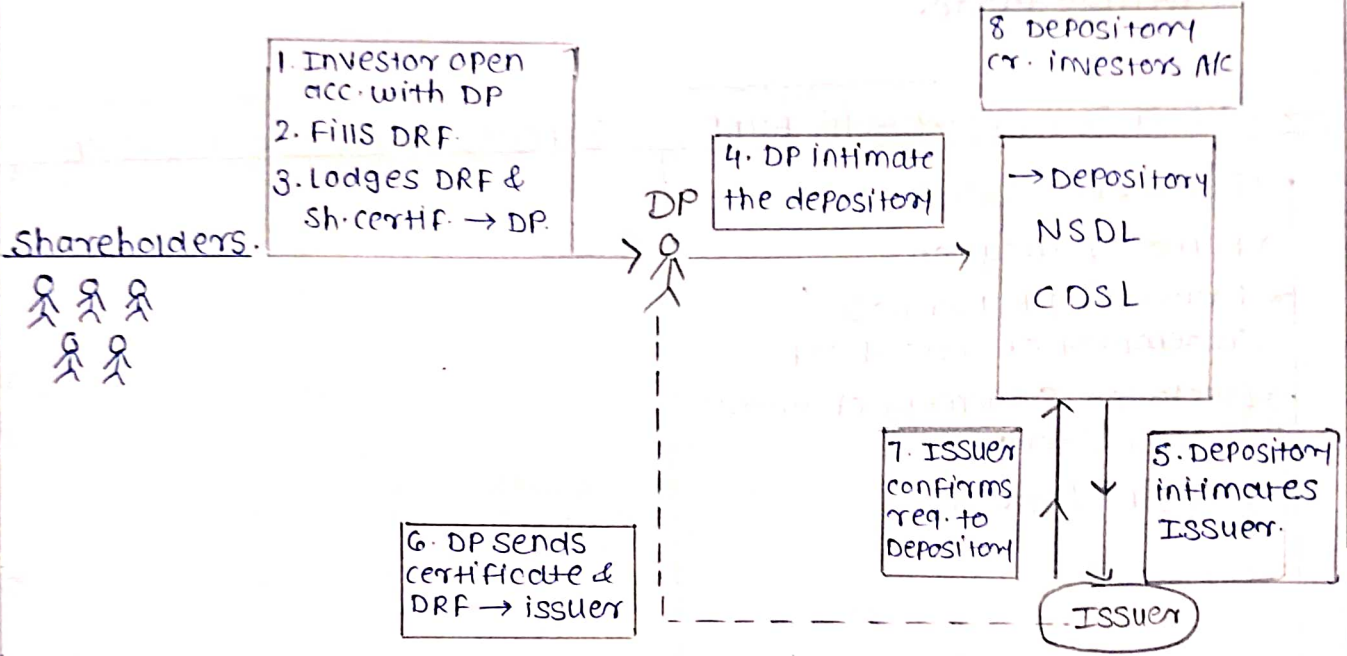 1. Investor open
acc. with DP
2. Fills DRF.
3. lodges DRF &
Sh. certif. → DP.
Shareholders.
DP
4. DP intimate
the depository
8 Depository
cr. investors A/C
→ Depository
NSDL
CDSL
7. Issuer
confirms
req. to
Depository
5. Depository
intimates
Issuer.
6. DP sends
certificate &
DRF → issuer
Issuer